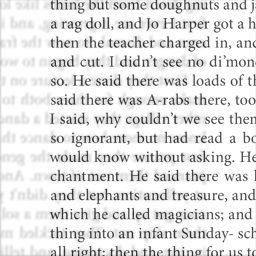 thing but some doughnuts and ja
a rag doll, and Jo Harper got a h
then the teacher charged in, and
and cut. I didn't see no di'mon
so. He said there was loads of th
said there was A-rabs there, too,
I said, why couldn't we see them
so ignorant, but had read a bo
would know without asking. He
chantment. He said there was h
and elephants and treasure, and
which he called magicians; and
thing into an infant Sunday- sch
all right; then the thing for us to